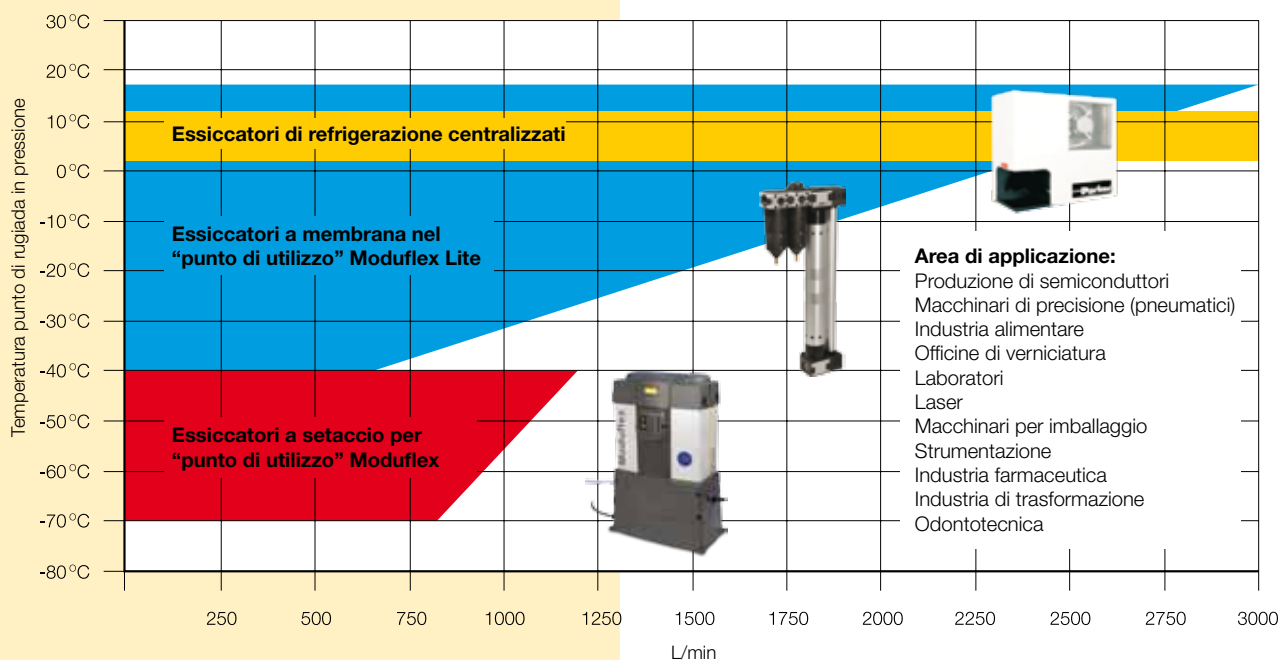 Temperatura punto di rugiada in pressione
30°C
20°C
10°C
0°C
-10°C
-20°C
-30°C
-40°C
-50°C
-60°C
-70°C
-80°C
Essiccatori di refrigerazione centralizzati
Essiccatori a membrana nel
“punto di utilizzo” Moduflex Lite
Essiccatori a setaccio per
“punto di utilizzo” Moduflex
Parker
Moduflex
Area di applicazione:
Produzione di semiconduttori
Macchinari di precisione (pneumatici)
Industria alimentare
Officine di verniciatura
Laboratori
Laser
Macchinari per imballaggio
Strumentazione
Industria farmaceutica
Industria di trasformazione
Odontotecnica
250 500 750 1000 1250 1500 1750 2000 2250 2500 2750 3000
L/min